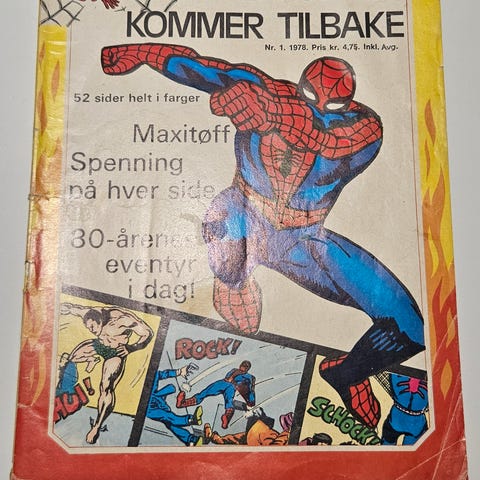 KOMMER TILBAKE
Nr. 1. 1978. Pris kr. 4,75. Inkl. Avg.
52 sider helt i farger
Maxitøff
Spenning
på hver side
80-årenes
eventyr
i dag!
ROCK!
SCHOCK!